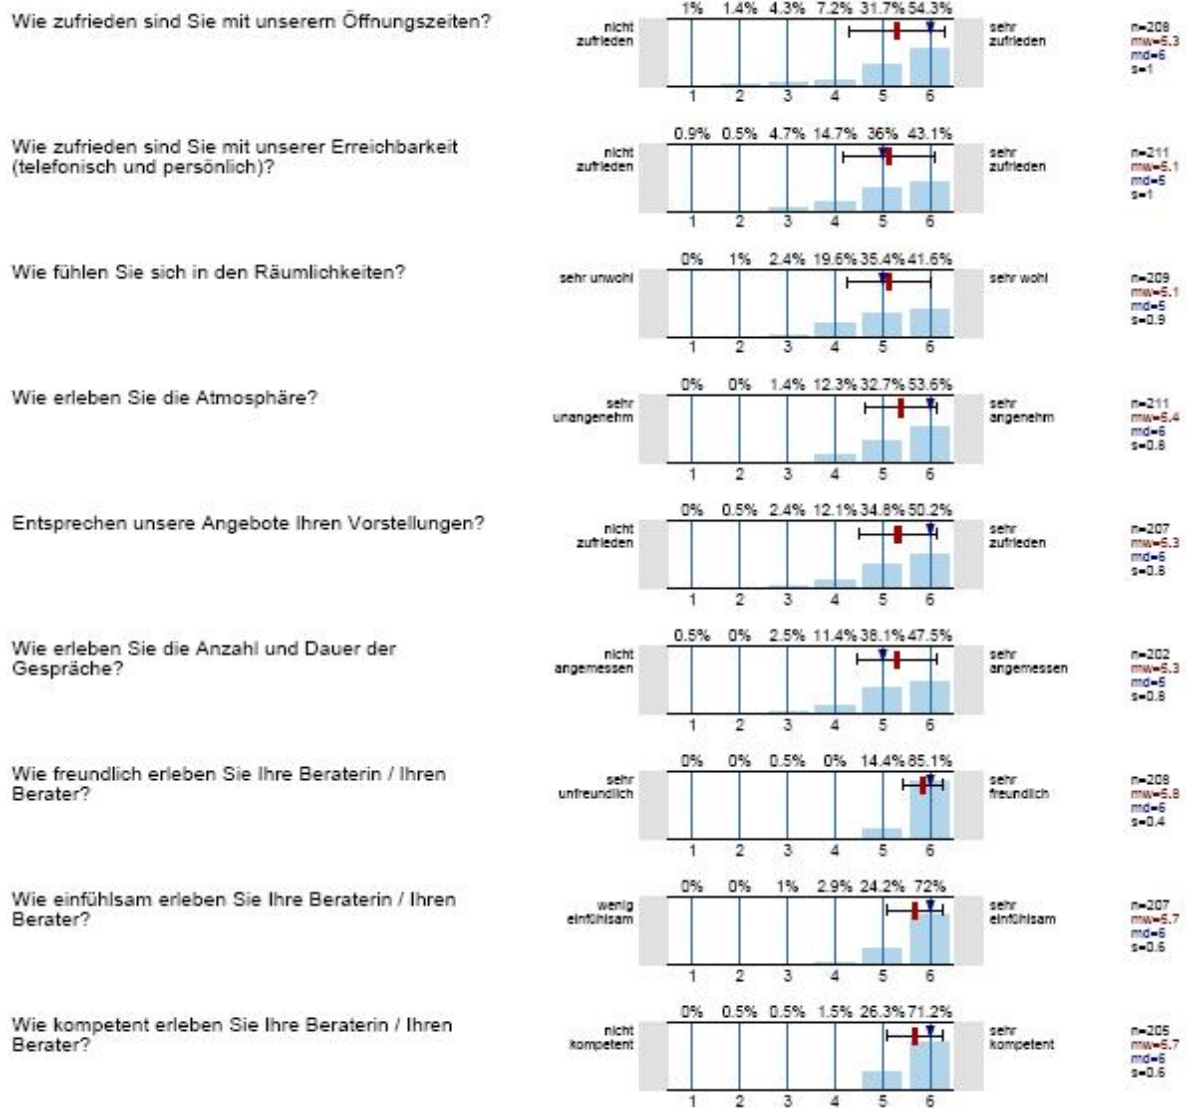 Wie zufrieden sind Sie mit unserern Öffnungszeiten?
1% 1.4% 4.3% 7.2% 31.7% 54.3%
nicht
zufrieden
sehr
zufrieden
n=208
mw=5.3
md=6
s=1
1 2 3 4 5 6
Wie zufrieden sind Sie mit unserer Erreichbarkeit
(telefonisch und persönlich)?
0.9% 0.5% 4.7% 14.7% 36% 43.1%
nicht
zufrieden
sehr
zufrieden
n=211
mw=5.1
md=5
s=1
1 2 3 4 5 6
Wie fühlen Sie sich in den Räumlichkeiten?
0% 1% 2.4% 19.6% 35.4% 41.6%
sehr unwohl
sehr wohl
n=209
mw=5.1
md=5
s=0.9
1 2 3 4 5 6
Wie erleben Sie die Atmosphäre?
0% 0% 1.4% 12.3% 32.7% 53.6%
sehr
unangenehm
sehr
angenehm
n=211
mw=5.4
md=6
s=0.8
1 2 3 4 5 6
Entsprechen unsere Angebote Ihren Vorstellungen?
0% 0.5% 2.4% 12.1% 34.8% 50.2%
nicht
zufrieden
sehr
zufrieden
n=207
mw=5.3
md=6
s=0.8
1 2 3 4 5 6
Wie erleben Sie die Anzahl und Dauer der
Gespräche?
0.5% 0% 2.5% 11.4% 38.1% 47.5%
nicht
angemessen
sehr
angemessen
n=202
mw=5.3
md=5
s=0.8
1 2 3 4 5 6
Wie freundlich erleben Sie Ihre Beraterin / Ihren
Berater?
0% 0% 0.5% 0% 14.4% 85.1%
sehr
unfreundlich
sehr
freundlich
n=208
mw=5.8
md=6
s=0.4
1 2 3 4 5 6
Wie einfühlsam erleben Sie Ihre Beraterin / Ihren
Berater?
0% 0% 1% 2.9% 24.2% 72%
wenig
einfühlsam
sehr
einfühlsam
n=207
mw=5.7
md=6
s=0.6
1 2 3 4 5 6
Wie kompetent erleben Sie Ihre Beraterin / Ihren
Berater?
0% 0.5% 0.5% 1.5% 26.3% 71.2%
nicht
kompetent
sehr
kompetent
n=205
mw=5.7
md=6
s=0.6
1 2 3 4 5 6